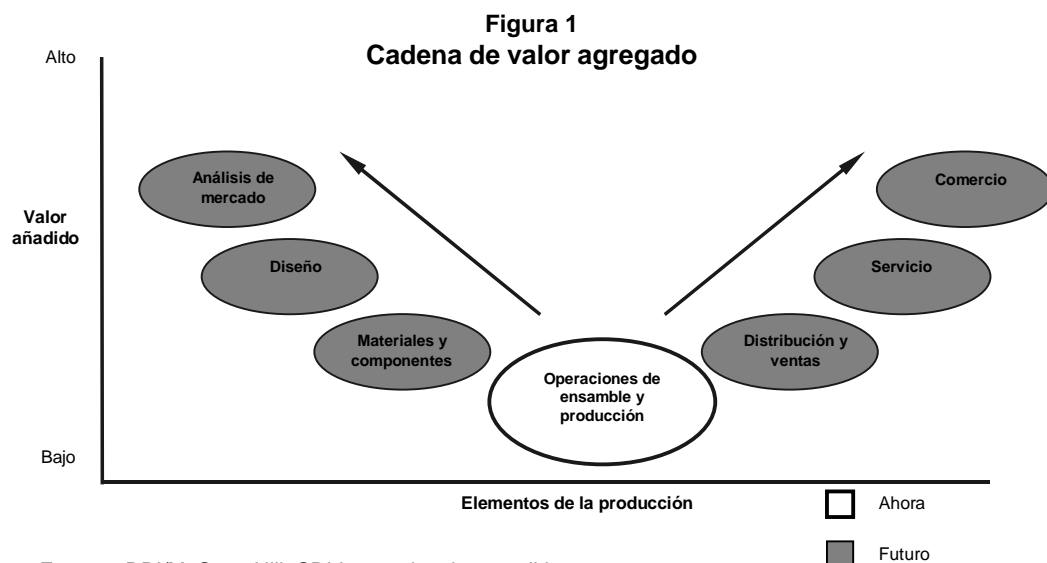 Figura 1
Cadena de valor agregado
Alto
Análisis de
mercado
Comercio
Valor
añadido
Diseño
Servicio
Materiales y
componentes
Distribución y
ventas
Operaciones de
ensamble y
producción
Bajo
Elementos de la producción
Ahora
Futuro